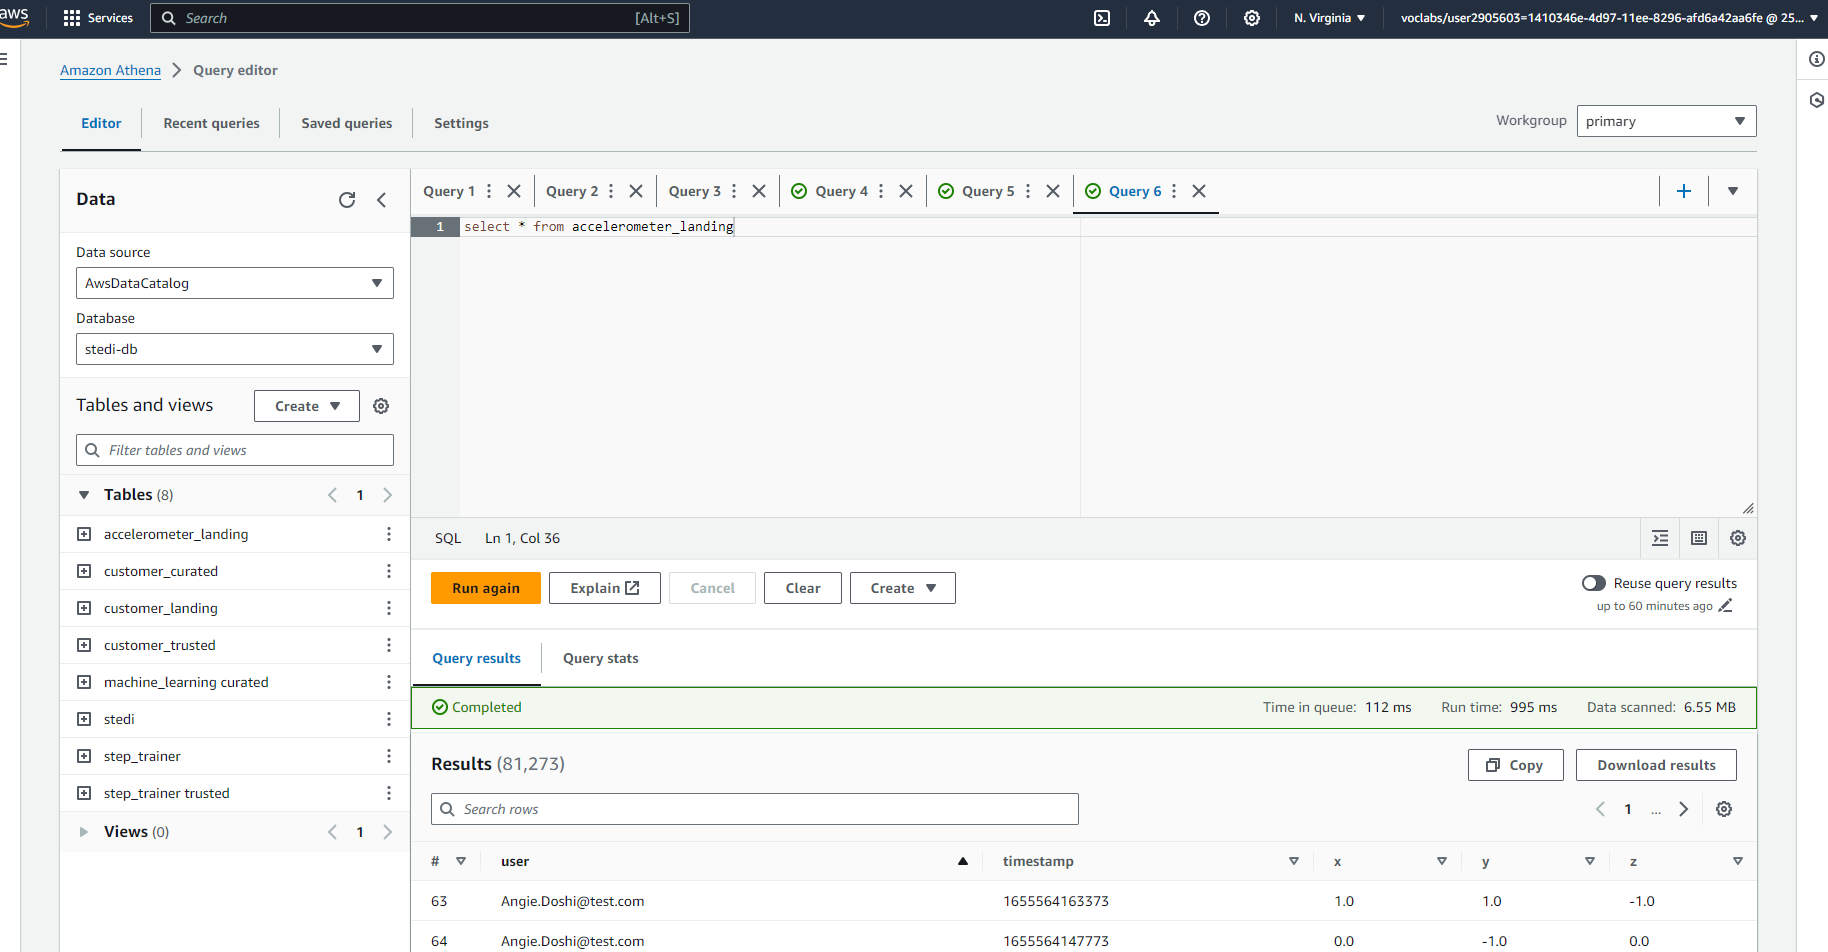 aws Services Search [Alt+S] N. Virginia voclabs/user2905603=1410346e-4d97-11ee-8296-afd6a42aa6fe @ 25...
Amazon Athena Query editor
Editor Recent queries Saved queries Settings
Workgroup primary
Data
Data source
AwsDataCatalog
Database
stedi-db
Tables and views Create
Filter tables and views
Tables (8) 1
accelerometer_landing
customer_curated
customer_landing
customer_trusted
machine_learning curated
stedi
step_trainer
step_trainer trusted
Views (0) 1
Query 1 Query 2 Query 3 Query 4 Query 5 Query 6
1 select * from accelerometer_landing
SQL Ln 1, Col 36
Run again Explain Cancel Clear Create
Reuse query results
up to 60 minutes ago
Query results Query stats
Completed Time in queue: 112 ms Run time: 995 ms Data scanned: 6.55 MB
Results (81,273) Copy Download results
Search rows 1 ...
# user timestamp x y z
63 Angie.Doshi@test.com 1655564163373 1.0 1.0 -1.0
64 Angie.Doshi@test.com 1655564147773 0.0 -1.0 0.0